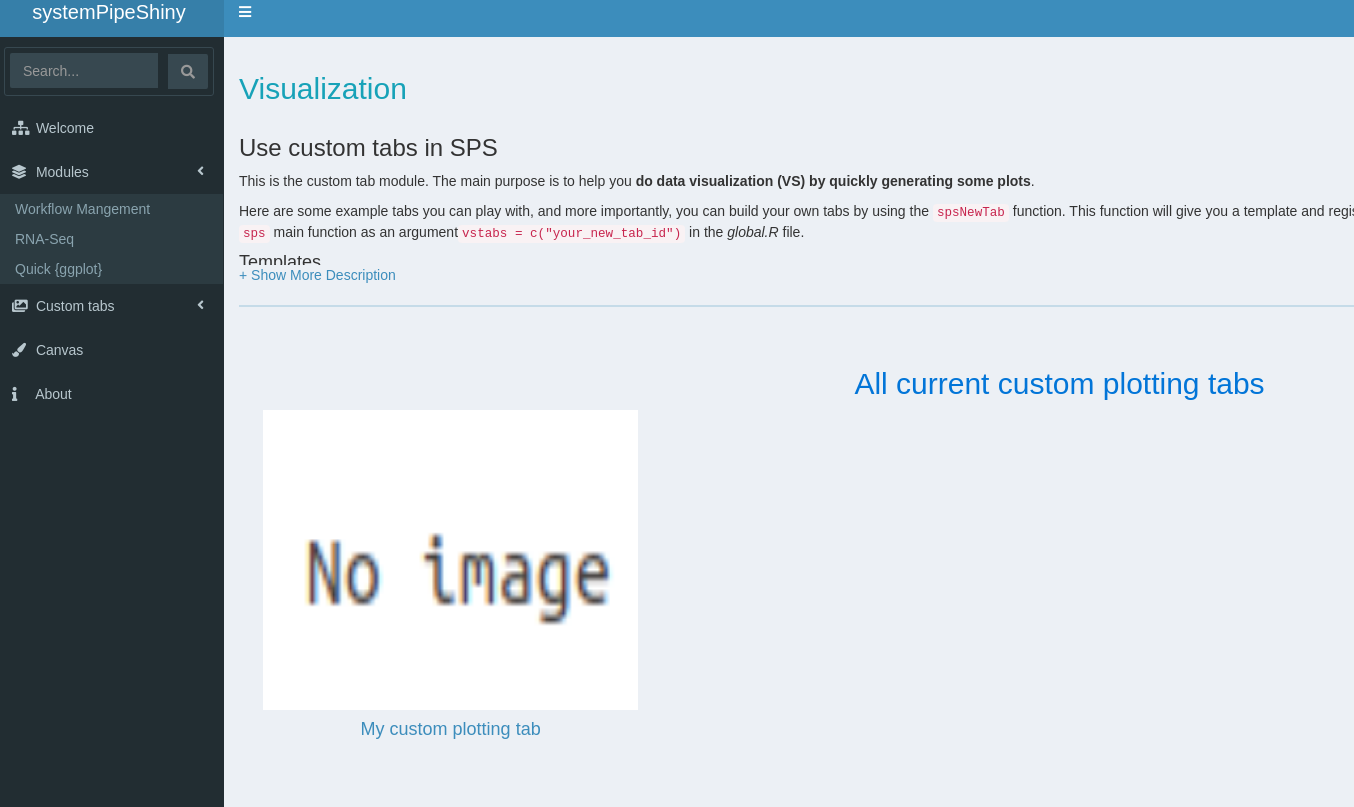 systemPipeShiny
Search...
Welcome
Modules
Workflow Mangement
RNA-Seq
Quick {ggplot}
Custom tabs
Canvas
About
Visualization
Use custom tabs in SPS
This is the custom tab module. The main purpose is to help you do data visualization (VS) by quickly generating some plots.
Here are some example tabs you can play with, and more importantly, you can build your own tabs by using the spsNewTab function. This function will give you a template and regis
sps main function as an argument vstabs = c("your_new_tab_id") in the global.R file.
Templates
+ Show More Description
All current custom plotting tabs
No image
My custom plotting tab